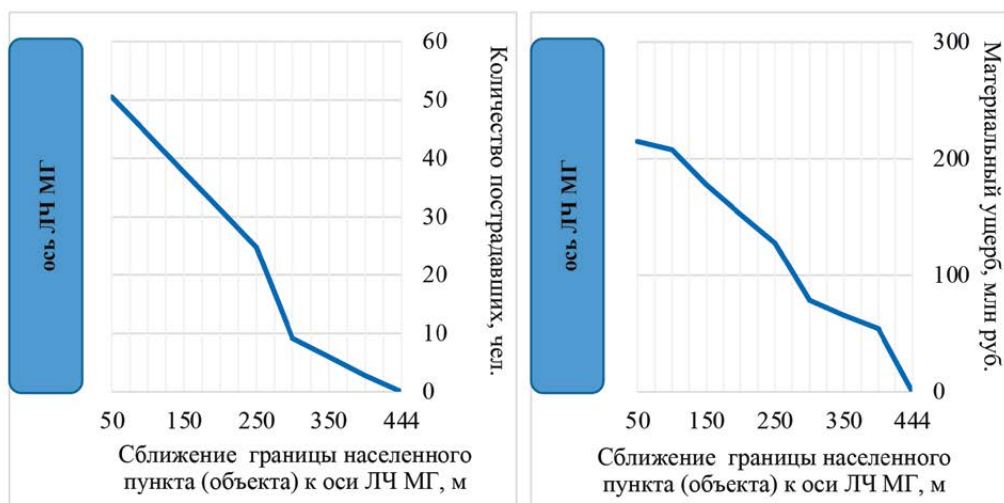 ось ЛЧ МГ
60
50
40
30
20
10
0
Количество пострадавших, чел.
50 150 250 350 444
Сближение границы населенного
пункта (объекта) к оси ЛЧ МГ, м
ось ЛЧ МГ
300
200
100
0
Материальный ущерб, млн руб.
50 150 250 350 444
Сближение границы населенного
пункта (объекта) к оси ЛЧ МГ, м